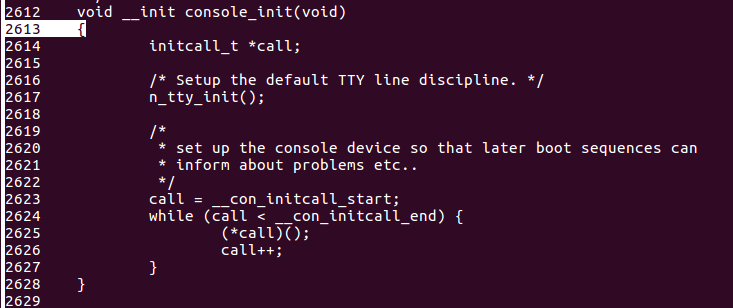 2612 void __init console_init(void)
2613 {
2614 initcall_t *call;
2615
2616 /* Setup the default TTY line discipline. */
2617 n_tty_init();
2618
2619 /*
2620 * set up the console device so that later boot sequences can
2621 * inform about problems etc..
2622 */
2623 call = __con_initcall_start;
2624 while (call < __con_initcall_end) {
2625 (*call)();
2626 call++;
2627 }
2628 }
2629